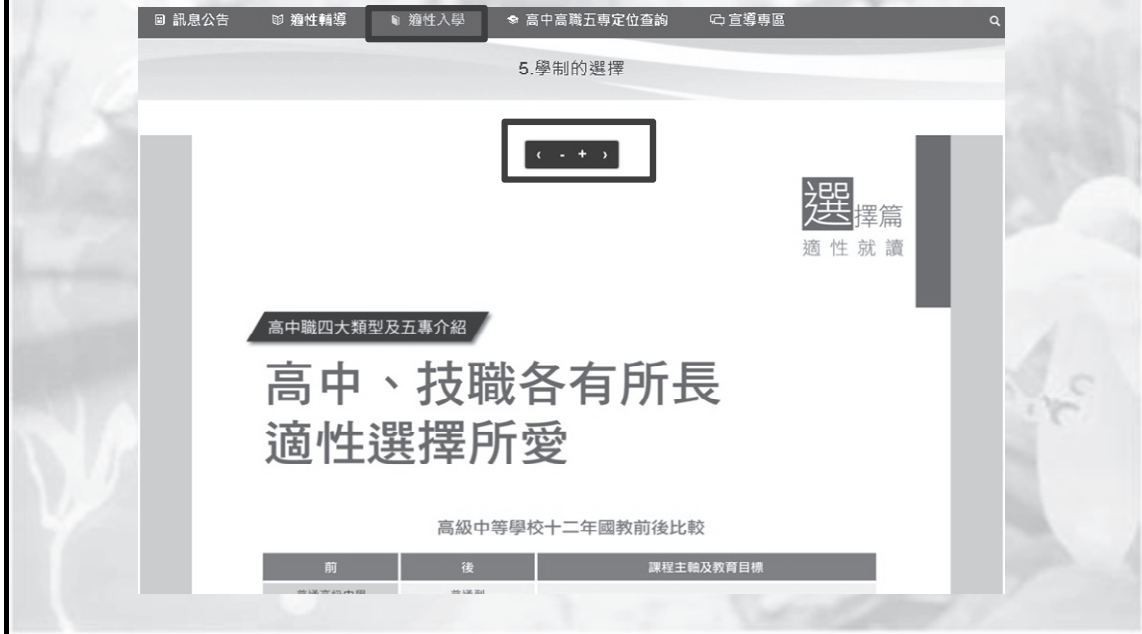 訊息公告 適性輔導 適性入學 高中高職五專定位查詢 宣導專區
5.學制的選擇
‹ - + ›
選擇篇
適性就讀
高中職四大類型及五專介紹
高中、技職各有所長
適性選擇所愛
高級中等學校十二年國教前後比較
前 後 課程主軸及教育目標